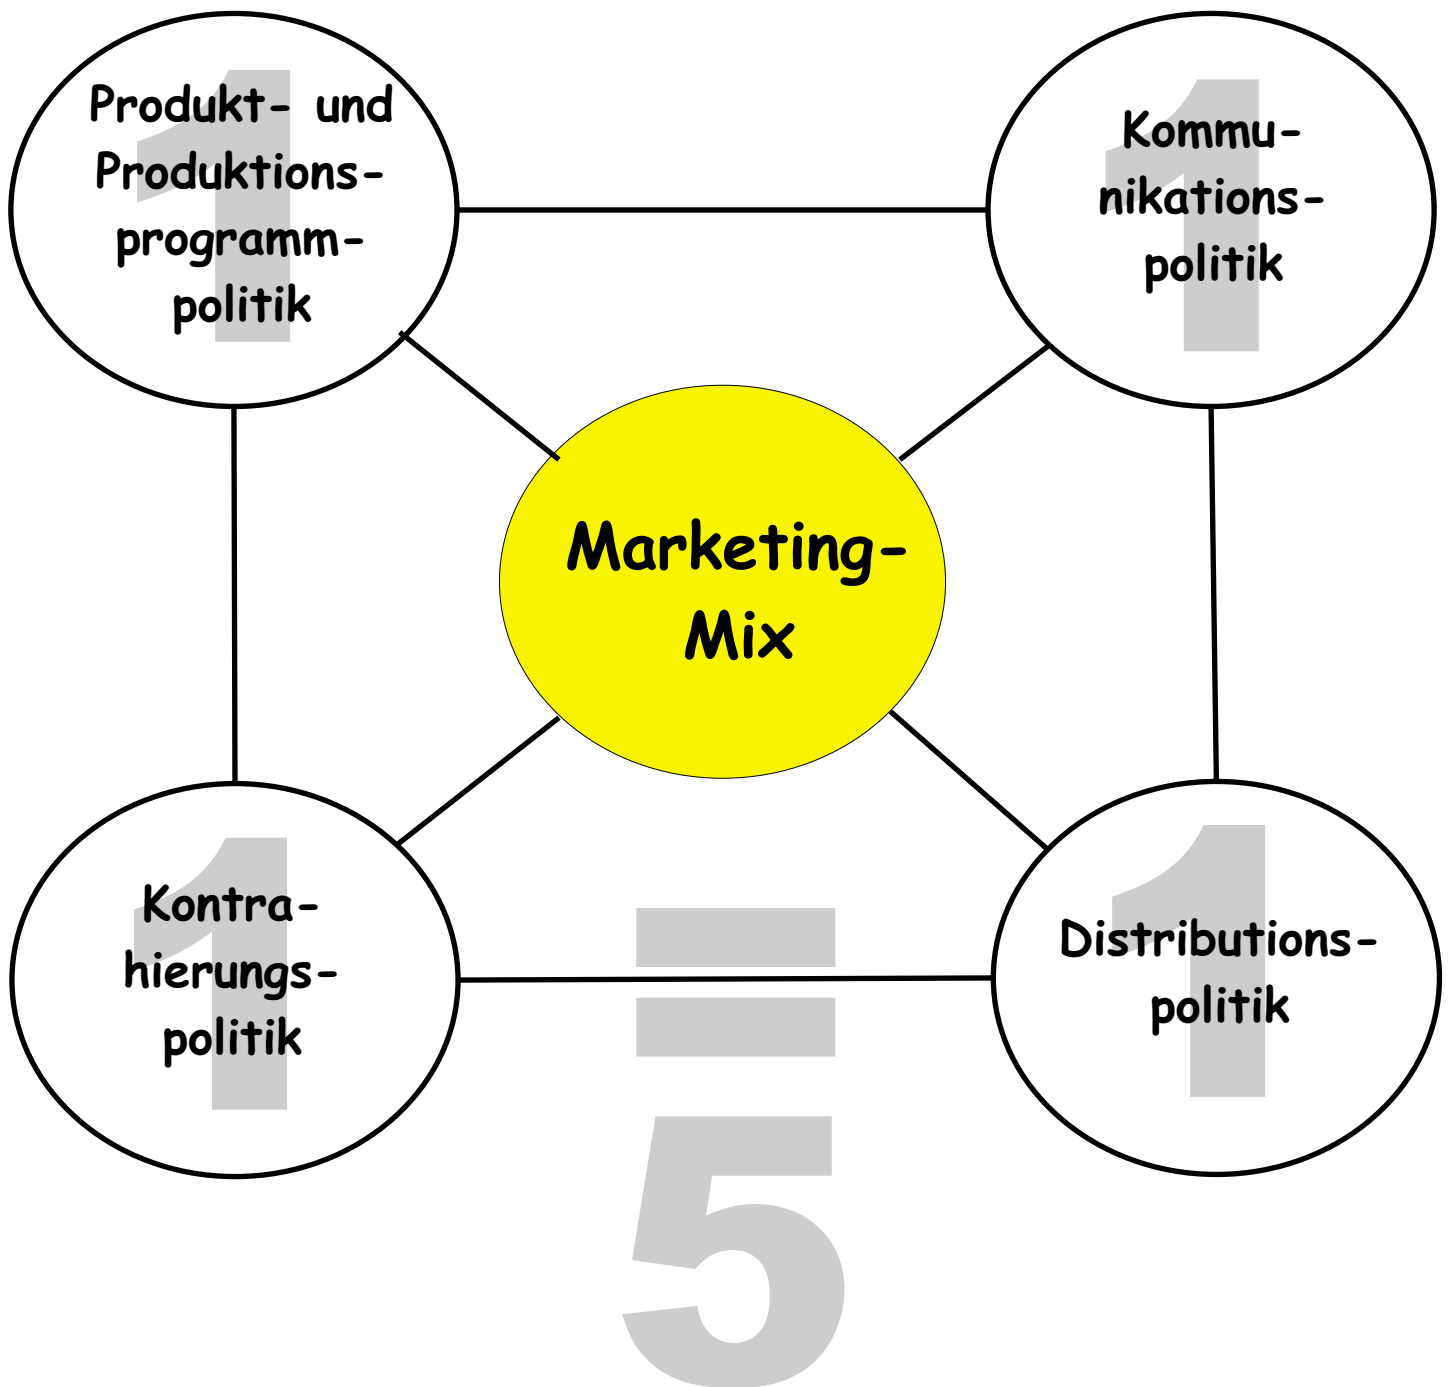 1
Produkt- und
Produktions-
programm-
politik
1
Kommu-
nikations-
politik
Marketing-
Mix
1
Kontra-
hierungs-
politik
1
Distributions-
politik
=
5